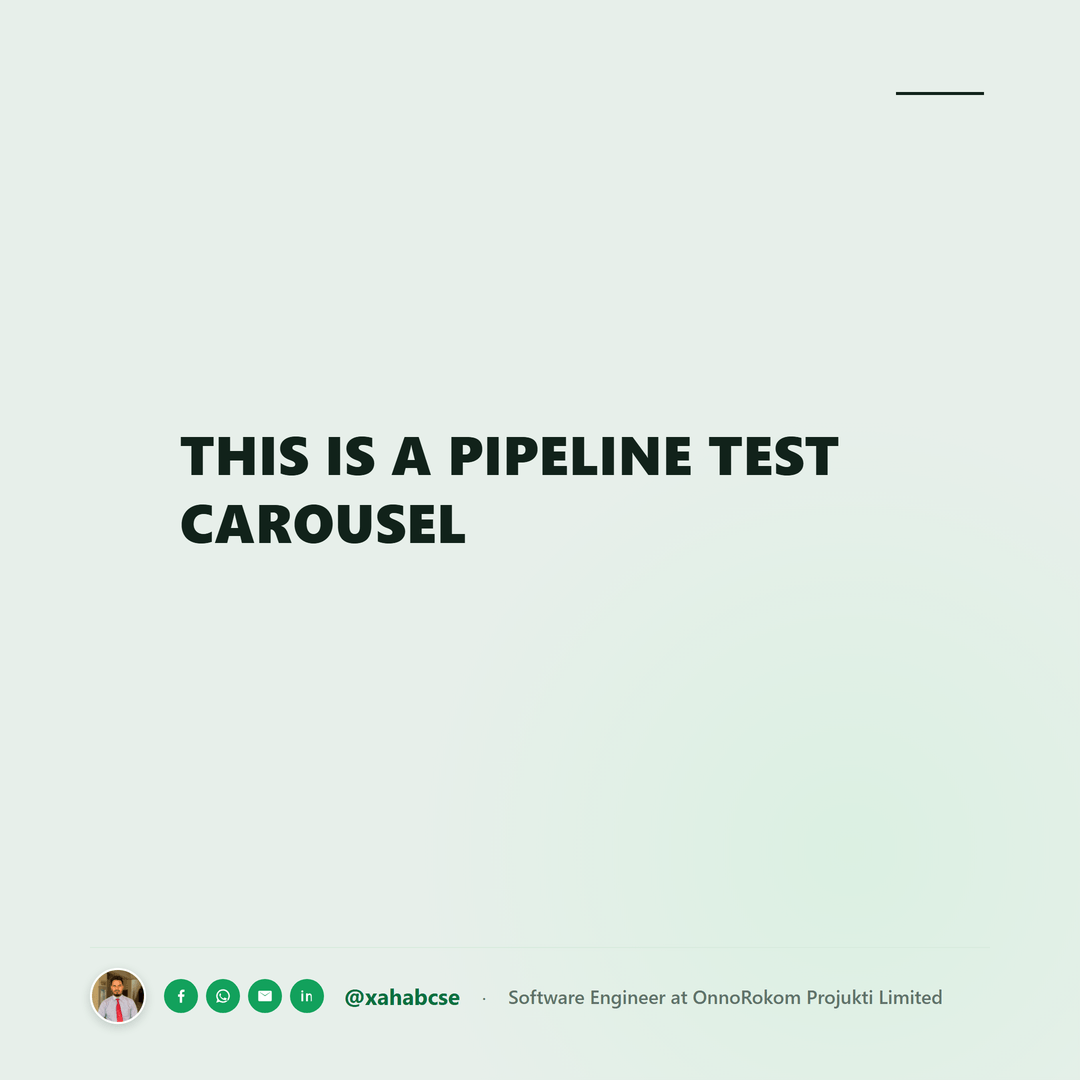 THIS IS A PIPELINE TEST
CAROUSEL
@xahabcse · Software Engineer at OnnoRokom Projukti Limited